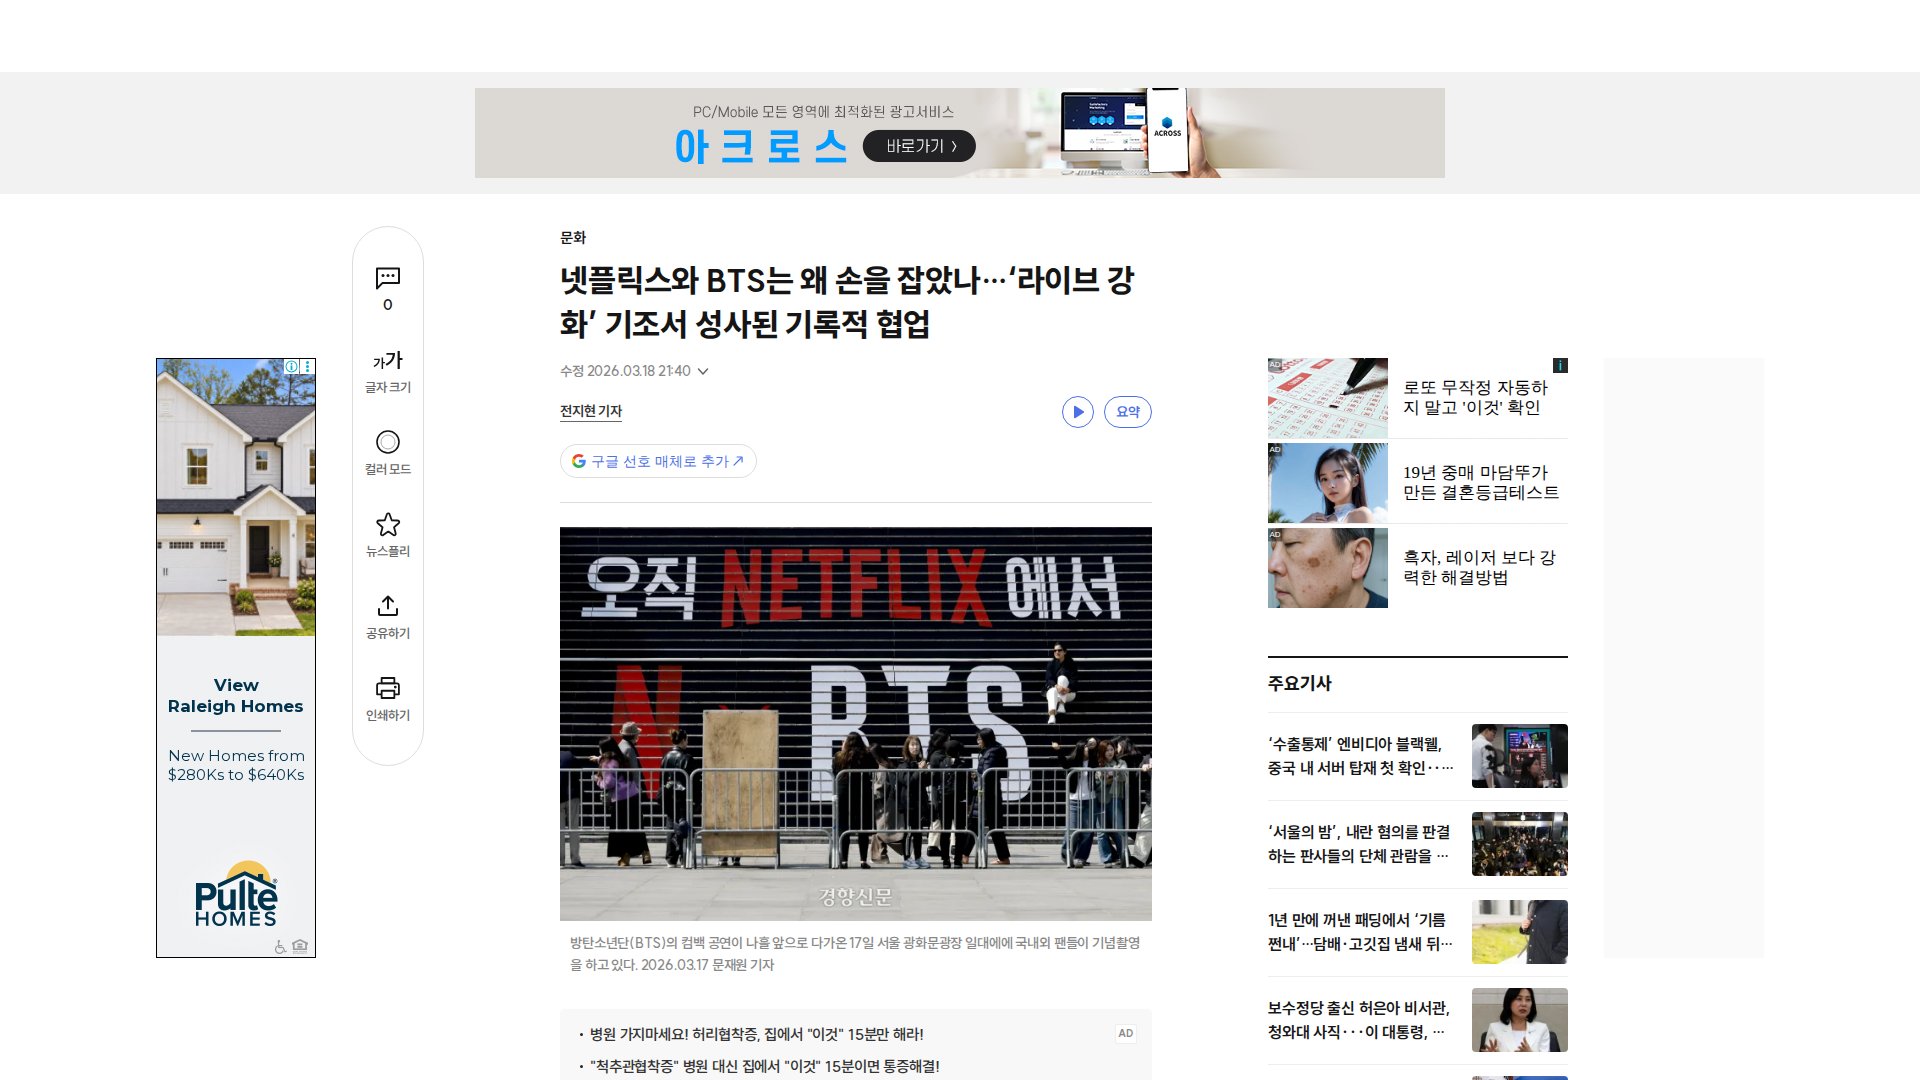 PC/Mobile 모든 영역에 최적화된 광고서비스
아크로스
바로가기 〉
ACROSS
문화
넷플릭스와 BTS는 왜 손을 잡았나…‘라이브 강
화’ 기조서 성사된 기록적 협업
수정 2026.03.18 21:40
전지현 기자
요약
구글 선호 매체로 추가 ↗
0
가가
글자 크기
컬러 모드
뉴스플리
공유하기
인쇄하기
View
Raleigh Homes
New Homes from
$280Ks to $640Ks
Pulte
HOMES
오직 NETFLIX 에서
N BTS
경향신문
방탄소년단(BTS)의 컴백 공연이 나흘 앞으로 다가온 17일 서울 광화문광장 일대에에 국내외 팬들이 기념촬영
을 하고 있다. 2026.03.17 문재원 기자
• 병원 가지마세요! 허리협착증, 집에서 "이것" 15분만 해라!
AD
• "척추관협착증" 병원 대신 집에서 "이것" 15분이면 통증해결!
AD
로또 무작정 자동하
지 말고 '이것' 확인
AD
19년 중매 마담뚜가
만든 결혼등급테스트
AD
흑자, 레이저 보다 강
력한 해결방법
주요기사
‘수출통제’ 엔비디아 블랙웰,
중국 내 서버 탑재 첫 확인‥…
‘서울의 밤’, 내란 혐의를 판결
하는 판사들의 단체 관람을 …
1년 만에 꺼낸 패딩에서 ‘기름
쩐내’…담배·고깃집 냄새 뒤…
보수정당 출신 허은아 비서관,
청와대 사직···이 대통령, …